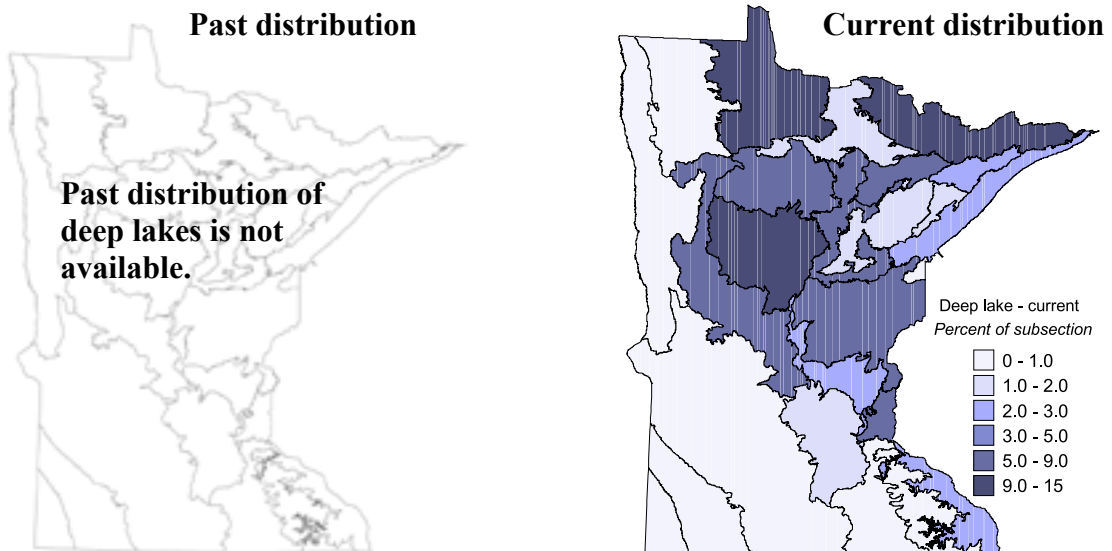 Past distribution
Past distribution of
deep lakes is not
available.
Current distribution
Deep lake - current
Percent of subsection
0 - 1.0
1.0 - 2.0
2.0 - 3.0
3.0 - 5.0
5.0 - 9.0
9.0 - 15